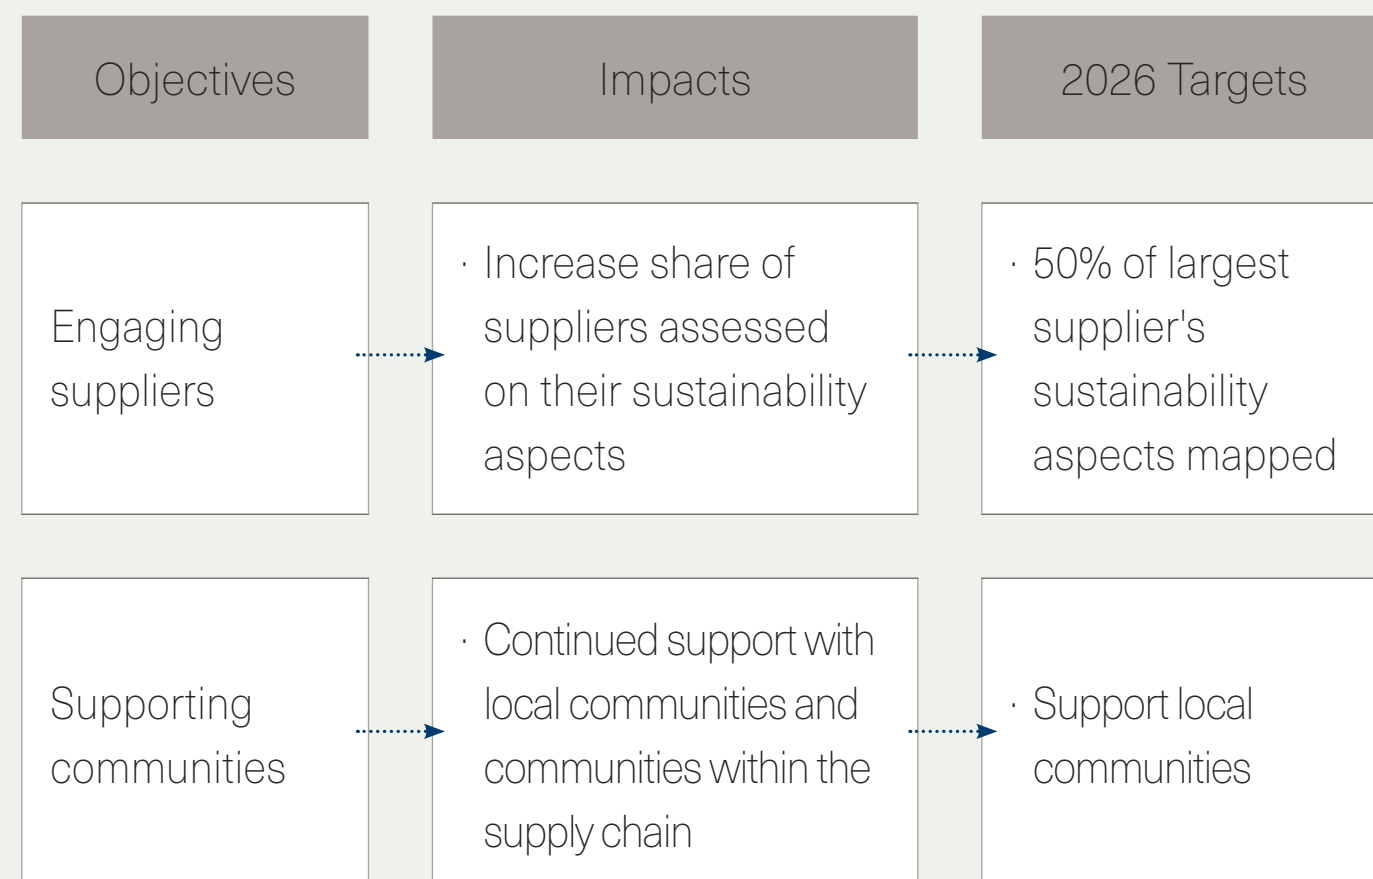 Objectives
Impacts
2026 Targets
Engaging
suppliers
· Increase share of
suppliers assessed
on their sustainability
aspects
· 50% of largest
supplier's
sustainability
aspects mapped
Supporting
communities
· Continued support with
local communities and
communities within the
supply chain
· Support local
communities